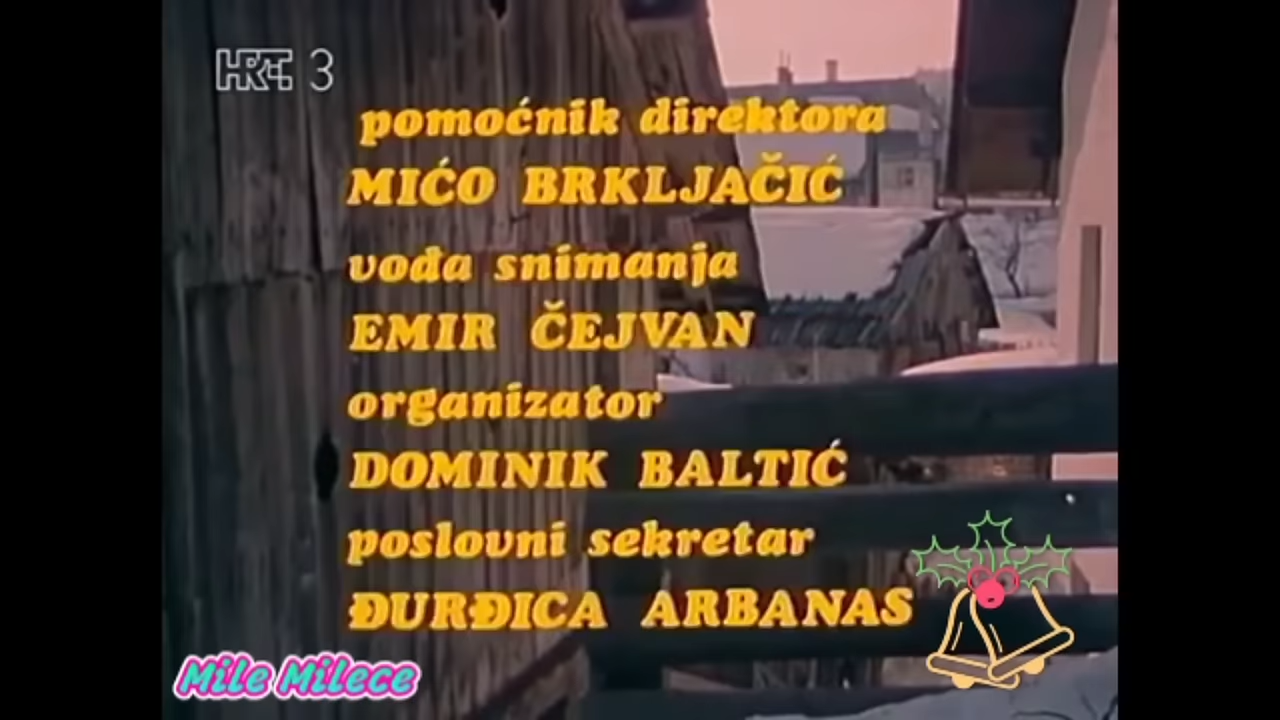 HRT 3
pomoćnik direktora
MIĆO BRKLJAČIĆ
vođa snimanja
EMIR ČEJVAN
organizator
DOMINIK BALTIĆ
poslovni sekretar
ĐURĐICA ARBANAS
Mile Milece